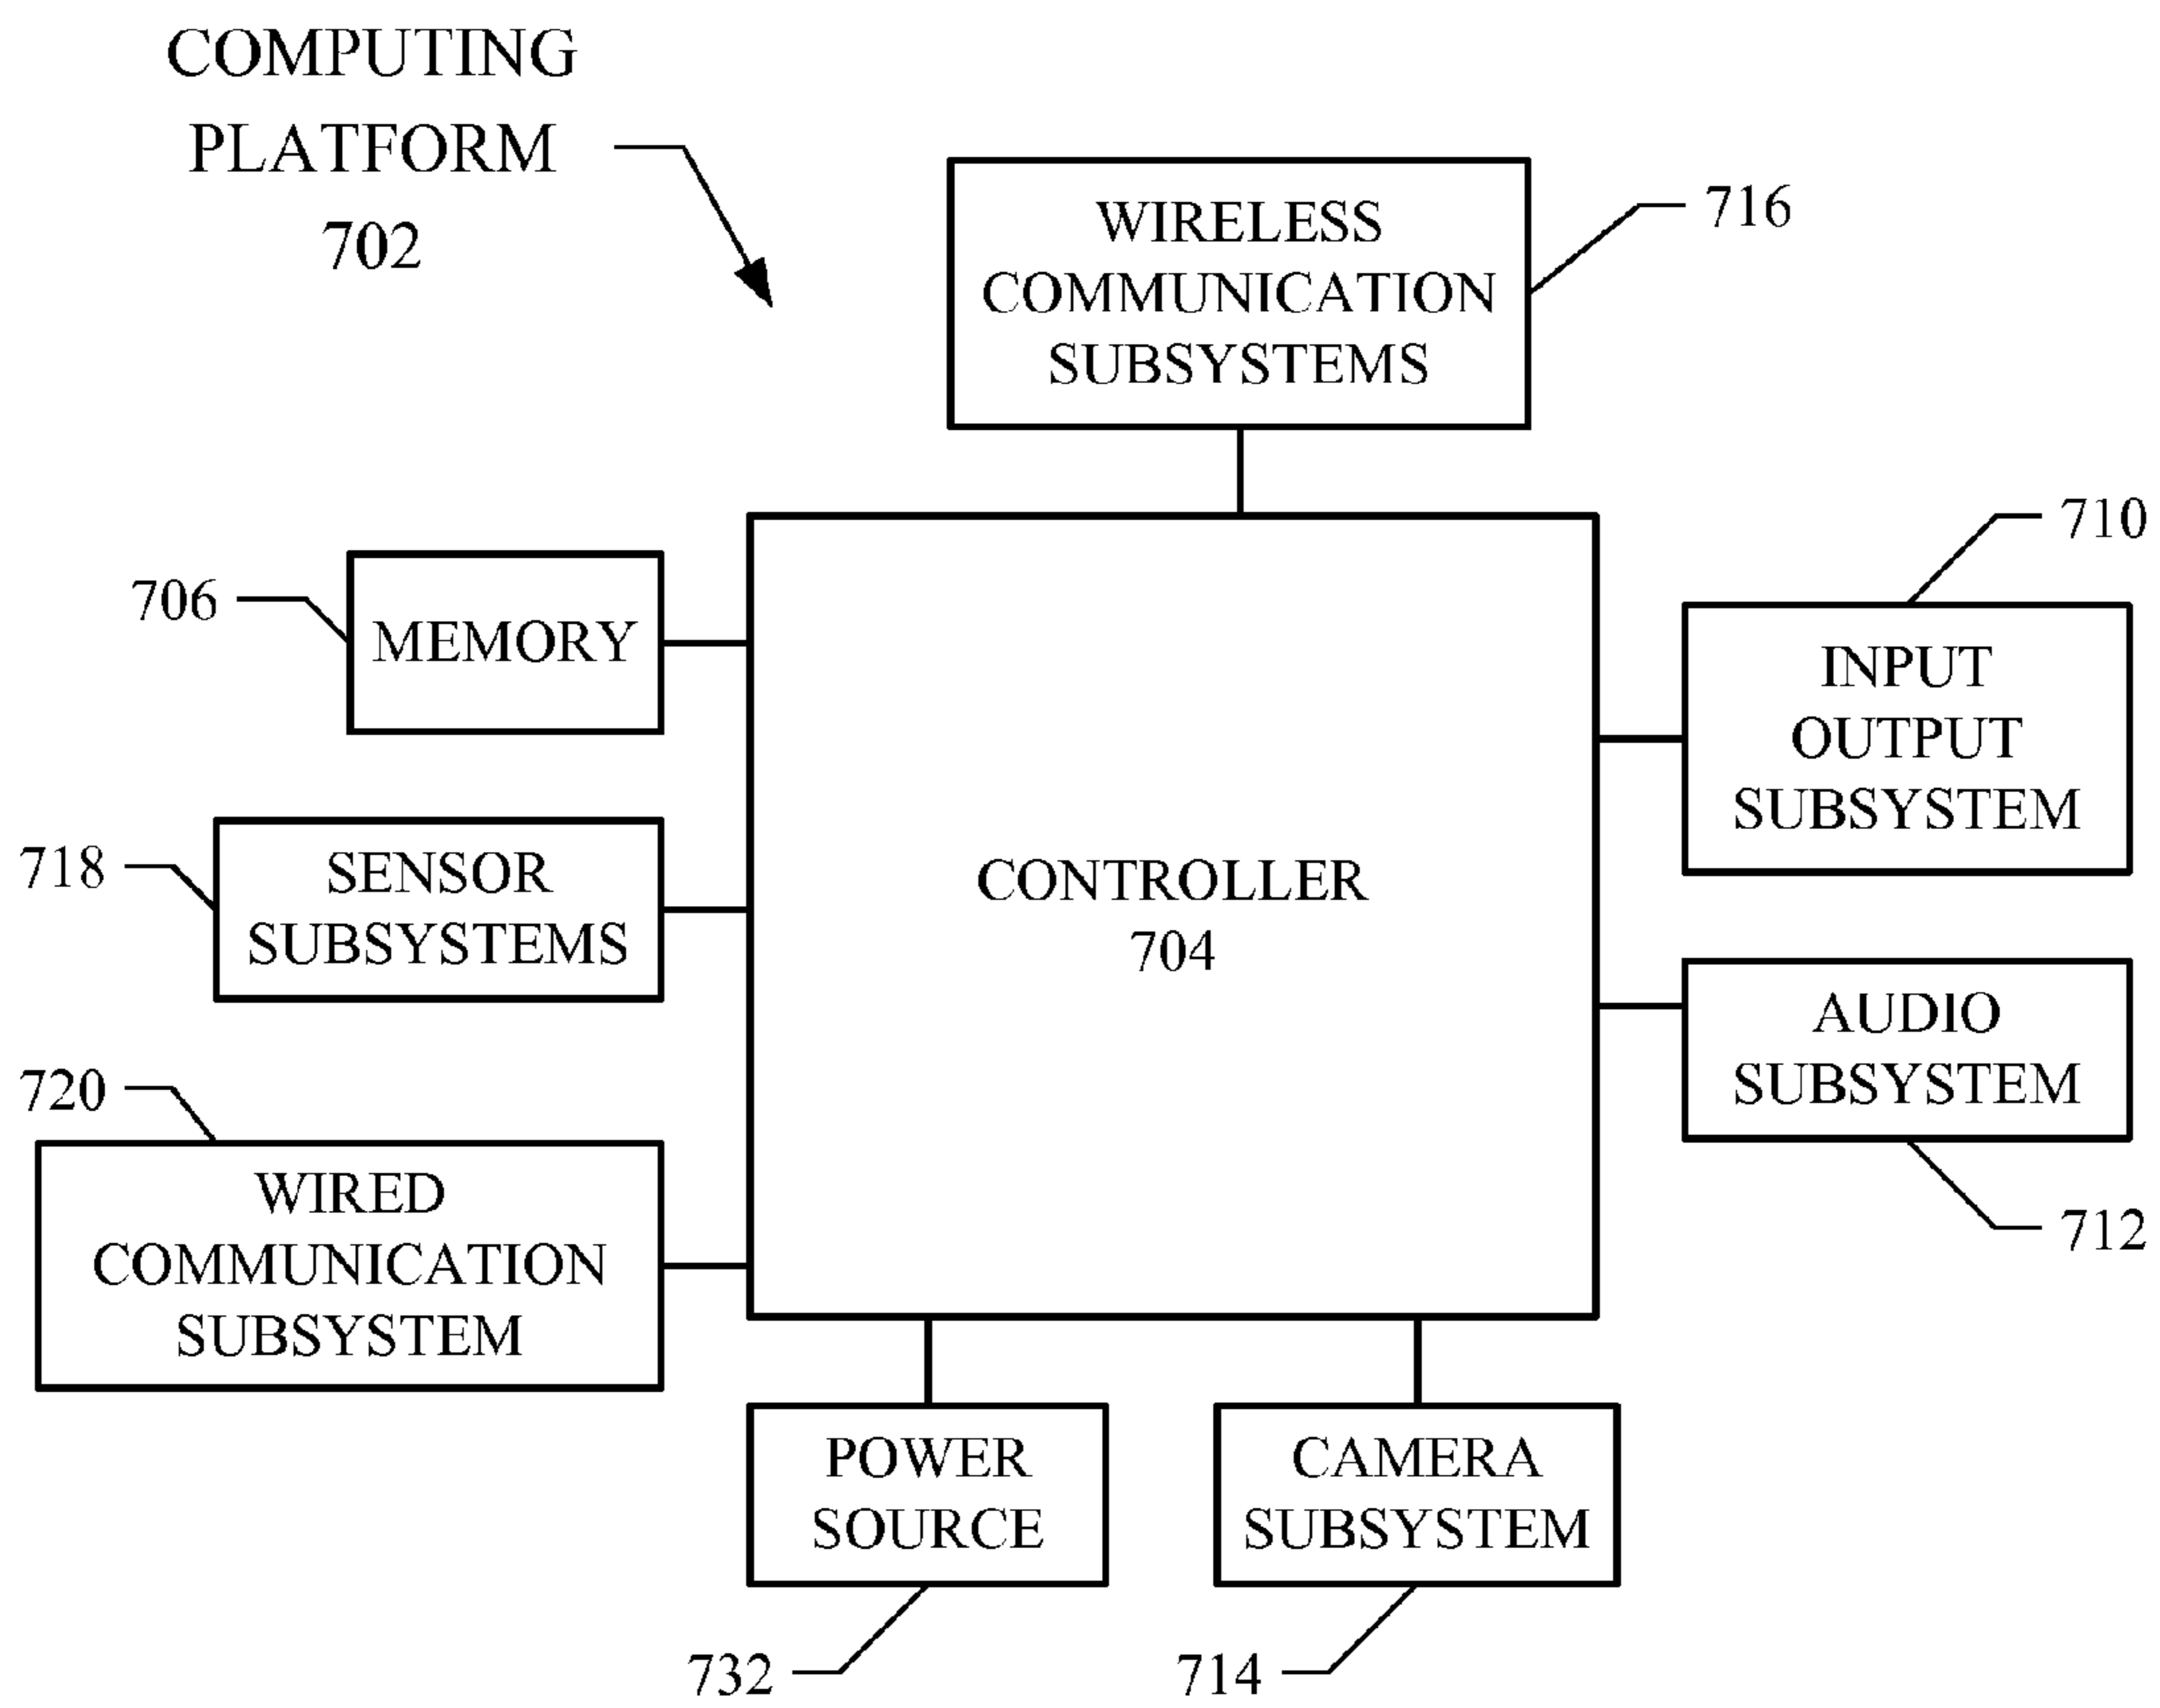 COMPUTING
PLATFORM
702
WIRELESS
COMMUNICATION
SUBSYSTEMS
716
706
MEMORY
710
INPUT
OUTPUT
SUBSYSTEM
718
SENSOR
SUBSYSTEMS
CONTROLLER
704
AUDIO
SUBSYSTEM
712
720
WIRED
COMMUNICATION
SUBSYSTEM
POWER
SOURCE
732
CAMERA
SUBSYSTEM
714